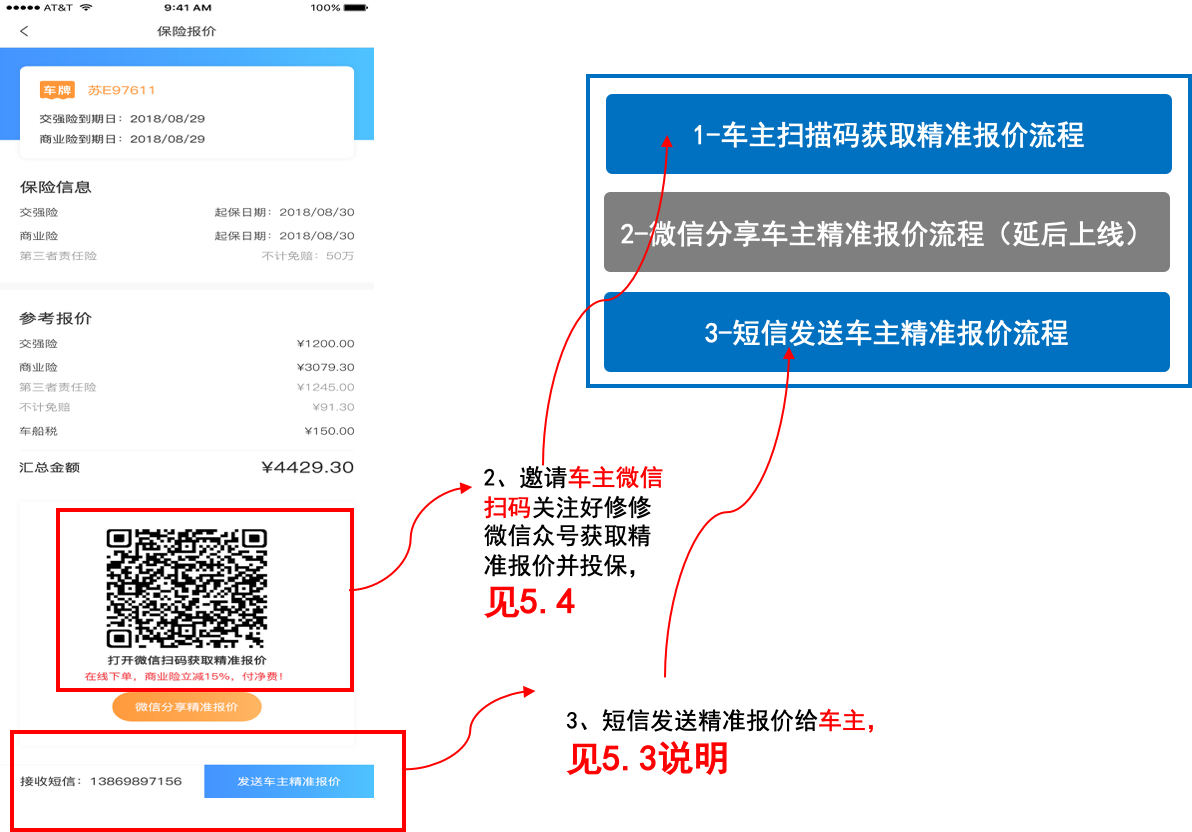 AT&T 9:41 AM 100%
保险报价
车牌 苏E97611
交强险到期日：2018/08/29
商业险到期日：2018/08/29
保险信息
交强险 起保日期：2018/08/30
商业险 起保日期：2018/08/30
第三者责任险 不计免赔：50万
参考报价
交强险 ¥1200.00
商业险 ¥3079.30
第三者责任险 ¥1245.00
不计免赔 ¥91.30
车船税 ¥150.00
汇总金额 ¥4429.30
打开微信扫码获取精准报价
在线下单，商业险立减15%，付净费！
微信分享精准报价
接收短信：13869897156 发送车主精准报价
1-车主扫描码获取精准报价流程
2-微信分享车主精准报价流程（延后上线）
3-短信发送车主精准报价流程
2、邀请车主微信
扫码关注好修修
微信众号获取精
准报价并投保，
见5.4
3、短信发送精准报价给车主，
见5.3说明